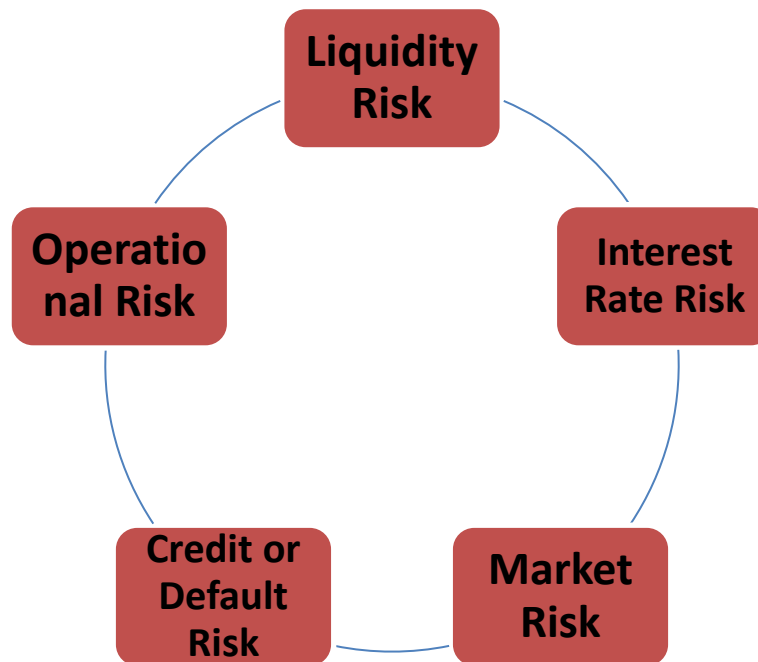 Liquidity
Risk
Interest
Rate Risk
Market
Risk
Credit or
Default
Risk
Operatio
nal Risk